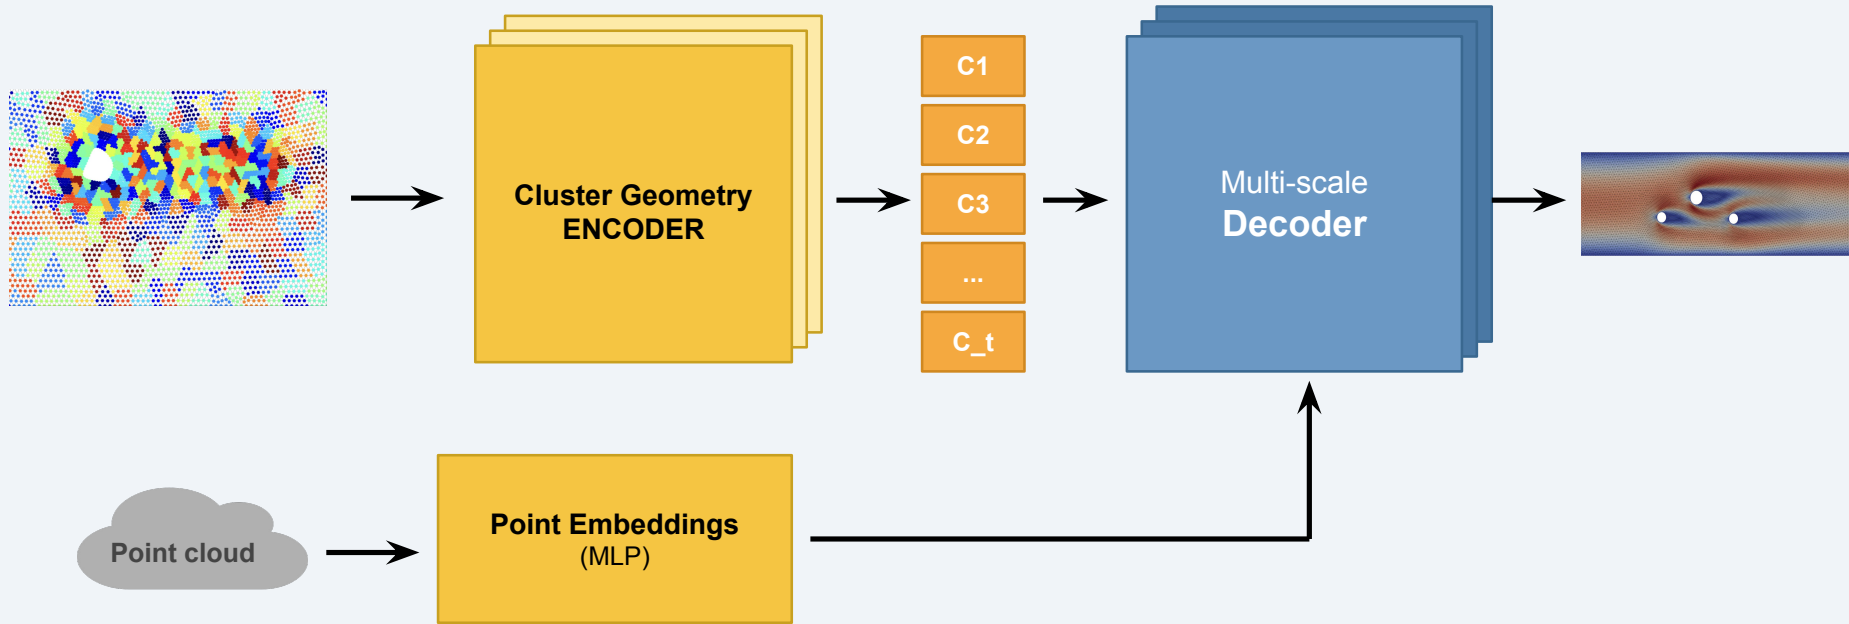 Cluster Geometry
ENCODER
C1
C2
C3
...
C_t
Multi-scale
Decoder
Point cloud
Point Embeddings
(MLP)